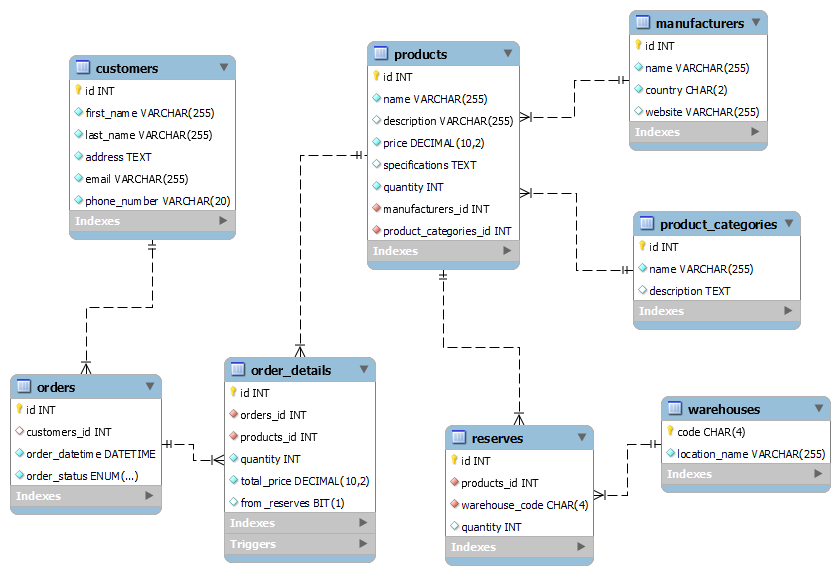 customers
id INT
first_name VARCHAR(255)
last_name VARCHAR(255)
address TEXT
email VARCHAR(255)
phone_number VARCHAR(20)
Indexes
products
id INT
name VARCHAR(255)
description VARCHAR(255)
price DECIMAL(10,2)
specifications TEXT
quantity INT
manufacturers_id INT
product_categories_id INT
Indexes
manufacturers
id INT
name VARCHAR(255)
country CHAR(2)
website VARCHAR(255)
Indexes
product_categories
id INT
name VARCHAR(255)
description TEXT
Indexes
orders
id INT
customers_id INT
order_datetime DATETIME
order_status ENUM(...)
Indexes
order_details
id INT
orders_id INT
products_id INT
quantity INT
total_price DECIMAL(10,2)
from_reserves BIT(1)
Indexes
Triggers
reserves
id INT
products_id INT
warehouse_code CHAR(4)
quantity INT
Indexes
warehouses
code CHAR(4)
location_name VARCHAR(255)
Indexes